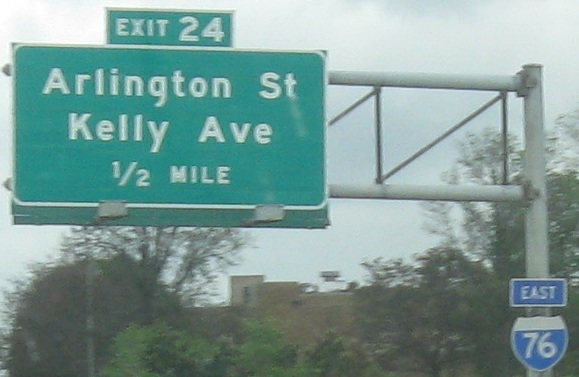 EXIT 24
Arlington St
Kelly Ave
1/2 MILE
EAST
76